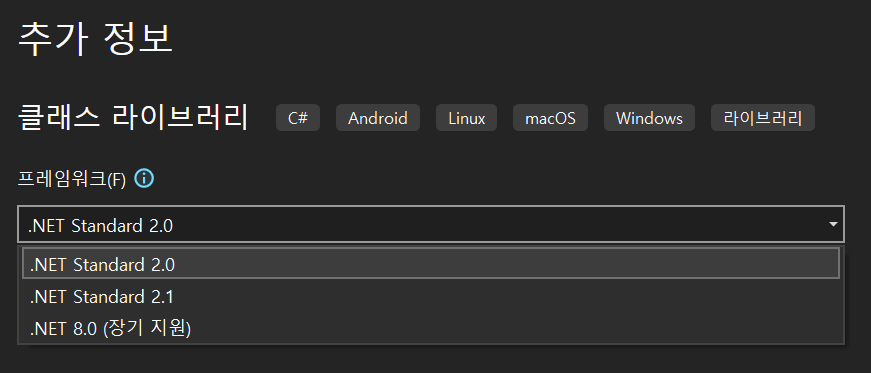 추가 정보
클래스 라이브러리 C# Android Linux macOS Windows 라이브러리
프레임워크(F)
.NET Standard 2.0
.NET Standard 2.0
.NET Standard 2.1
.NET 8.0 (장기 지원)